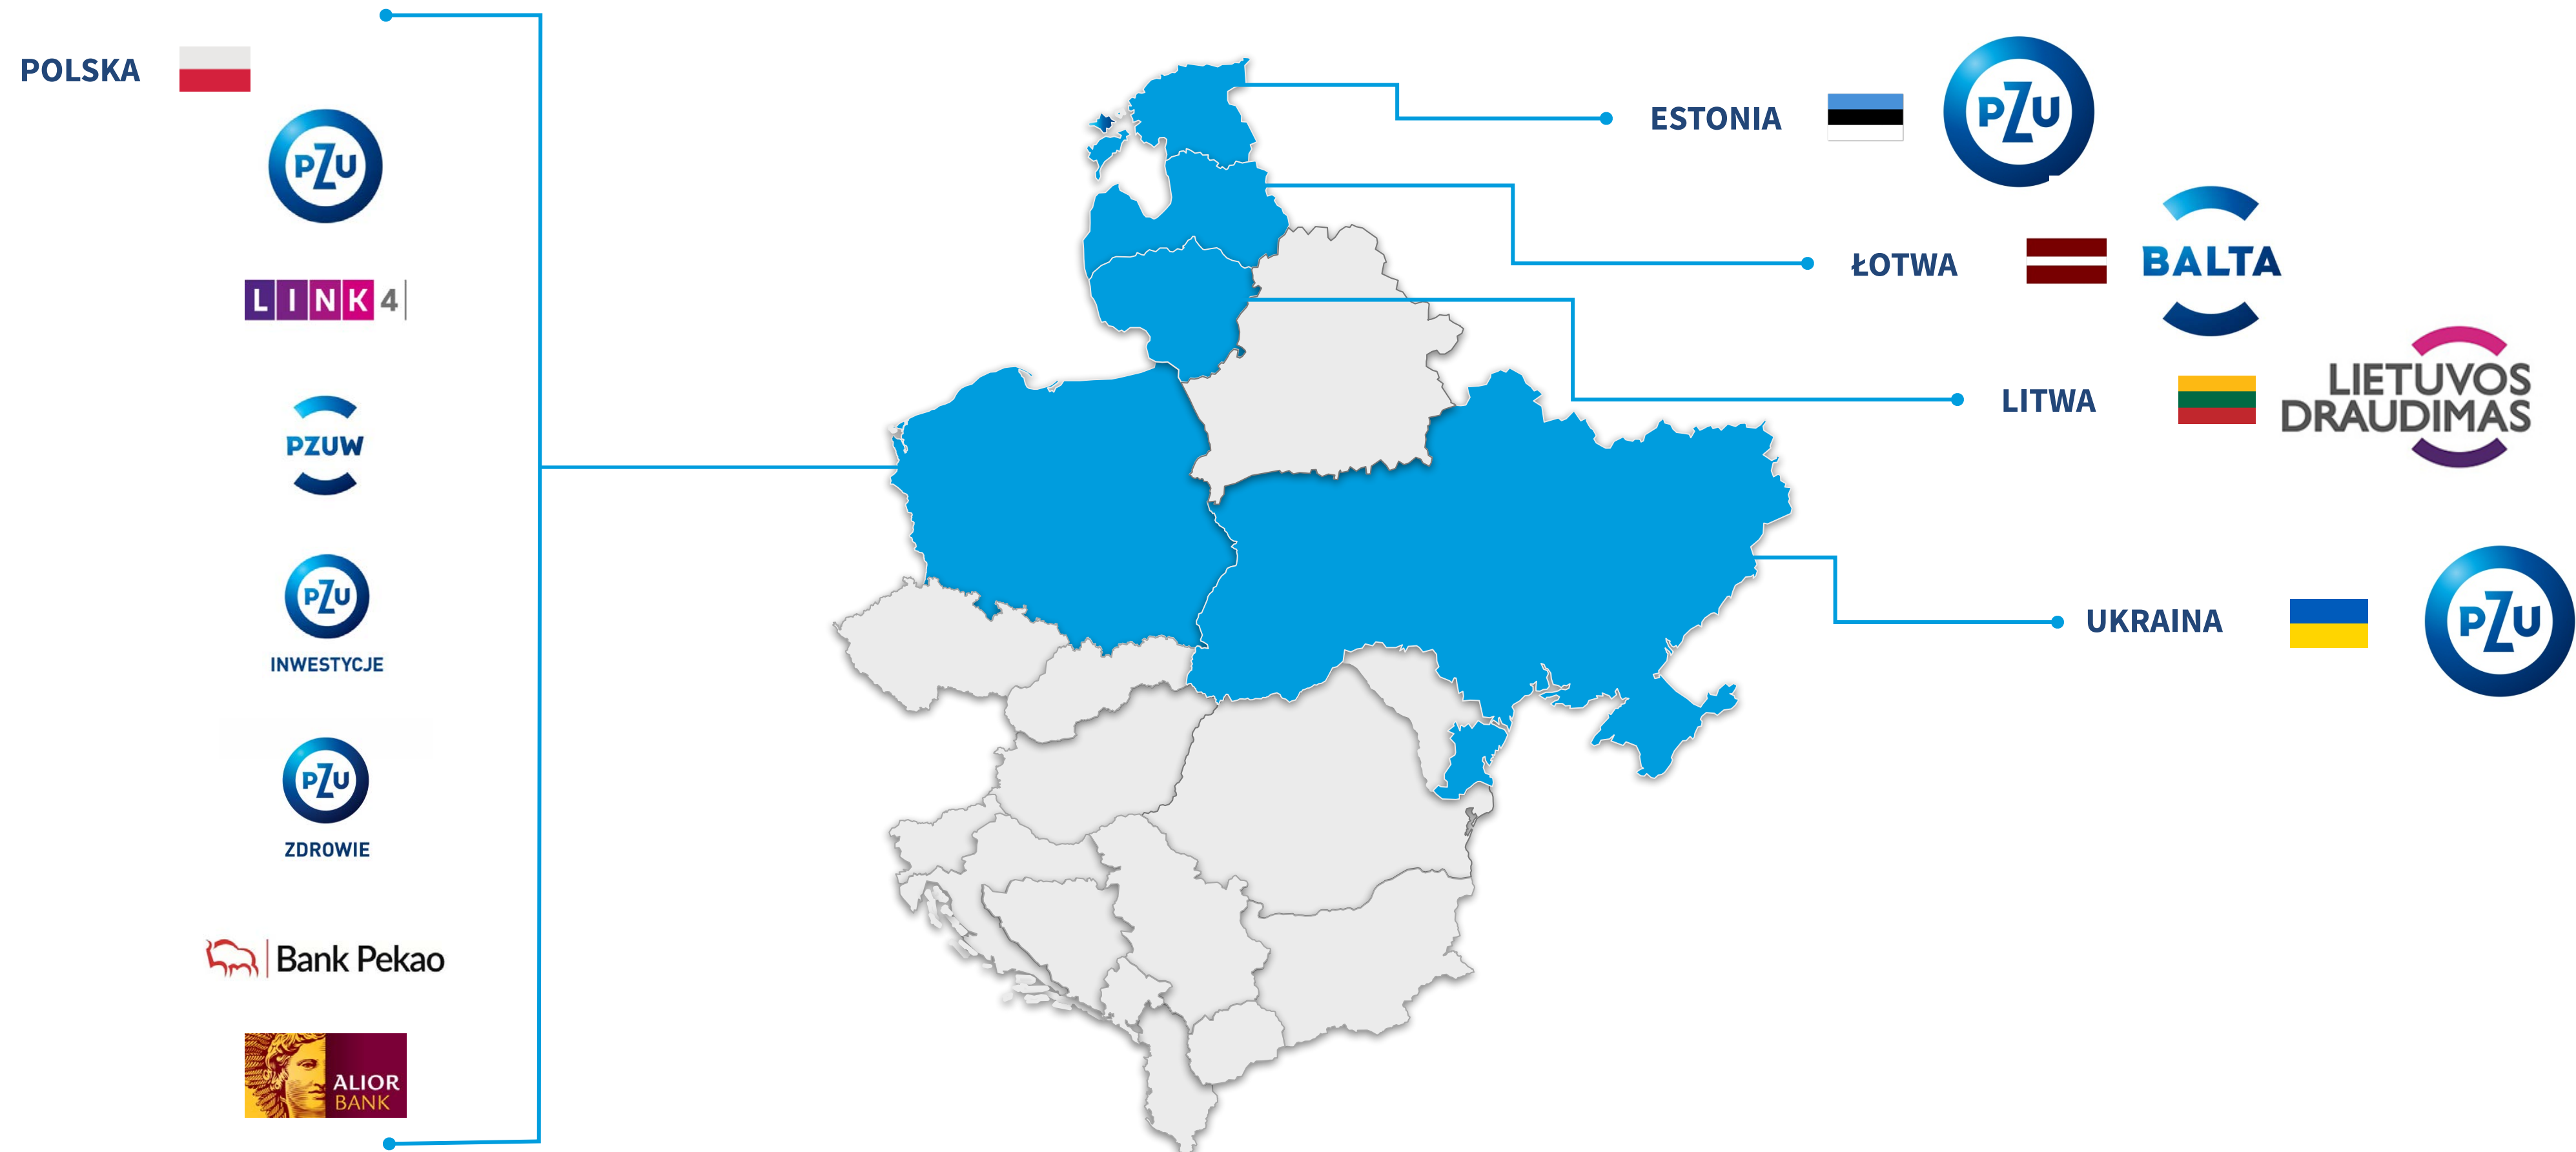 POLSKA
PZU
LINK4
PZUW
PZU
INWESTYCJE
PZU
ZDROWIE
Bank Pekao
ALIOR
BANK
ESTONIA
PZU
ŁOTWA
BALTA
LITWA
LIETUVOS
DRAUDIMAS
UKRAINA
PZU